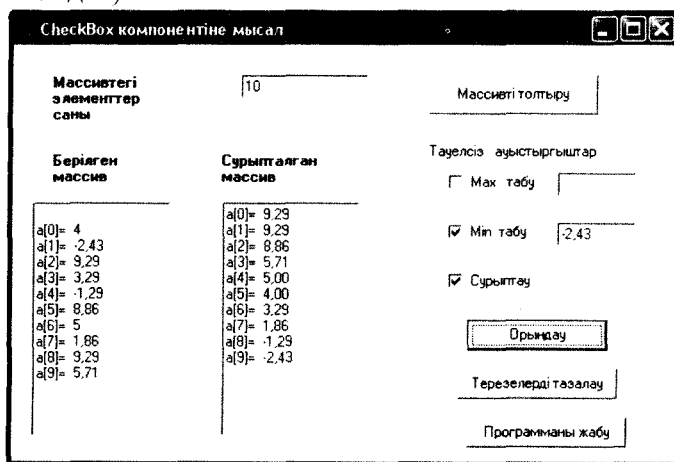 CheckBox компонентіне мысал
Массивтегі
элементтер
саны
10
Массивті толтыру
Берілген
массив
Сурыпталған
массив
Тәуелсіз ауыстырғыштар
Max табу
Min табу
-2,43
Сурыптау
a[0]= 4
a[1]= -2,43
a[2]= 9,29
a[3]= 3,29
a[4]= -1,29
a[5]= 8,86
a[6]= 5
a[7]= 1,86
a[8]= 9,29
a[9]= 5,71
a[0]= 9,29
a[1]= 9,29
a[2]= 8,86
a[3]= 5,71
a[4]= 5,00
a[5]= 4,00
a[6]= 3,29
a[7]= 1,86
a[8]= -1,29
a[9]= -2,43
Орындау
Терезелерді тазалау
Программаны жабу